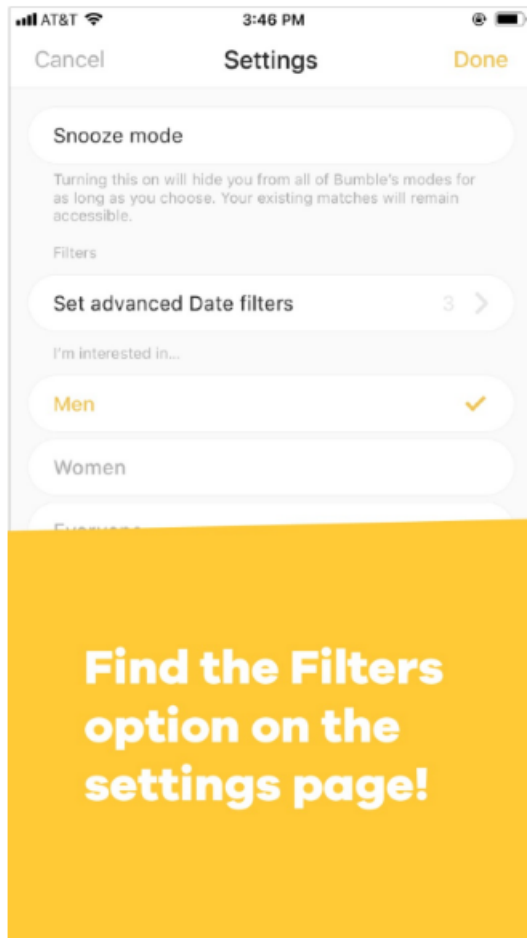 AT&T 3:46 PM
Cancel Settings Done
Snooze mode
Turning this on will hide you from all of Bumble's modes for
as long as you choose. Your existing matches will remain
accessible.
Filters
Set advanced Date filters 3
I'm interested in...
Men
Women
Everyone
Find the Filters
option on the
settings page!